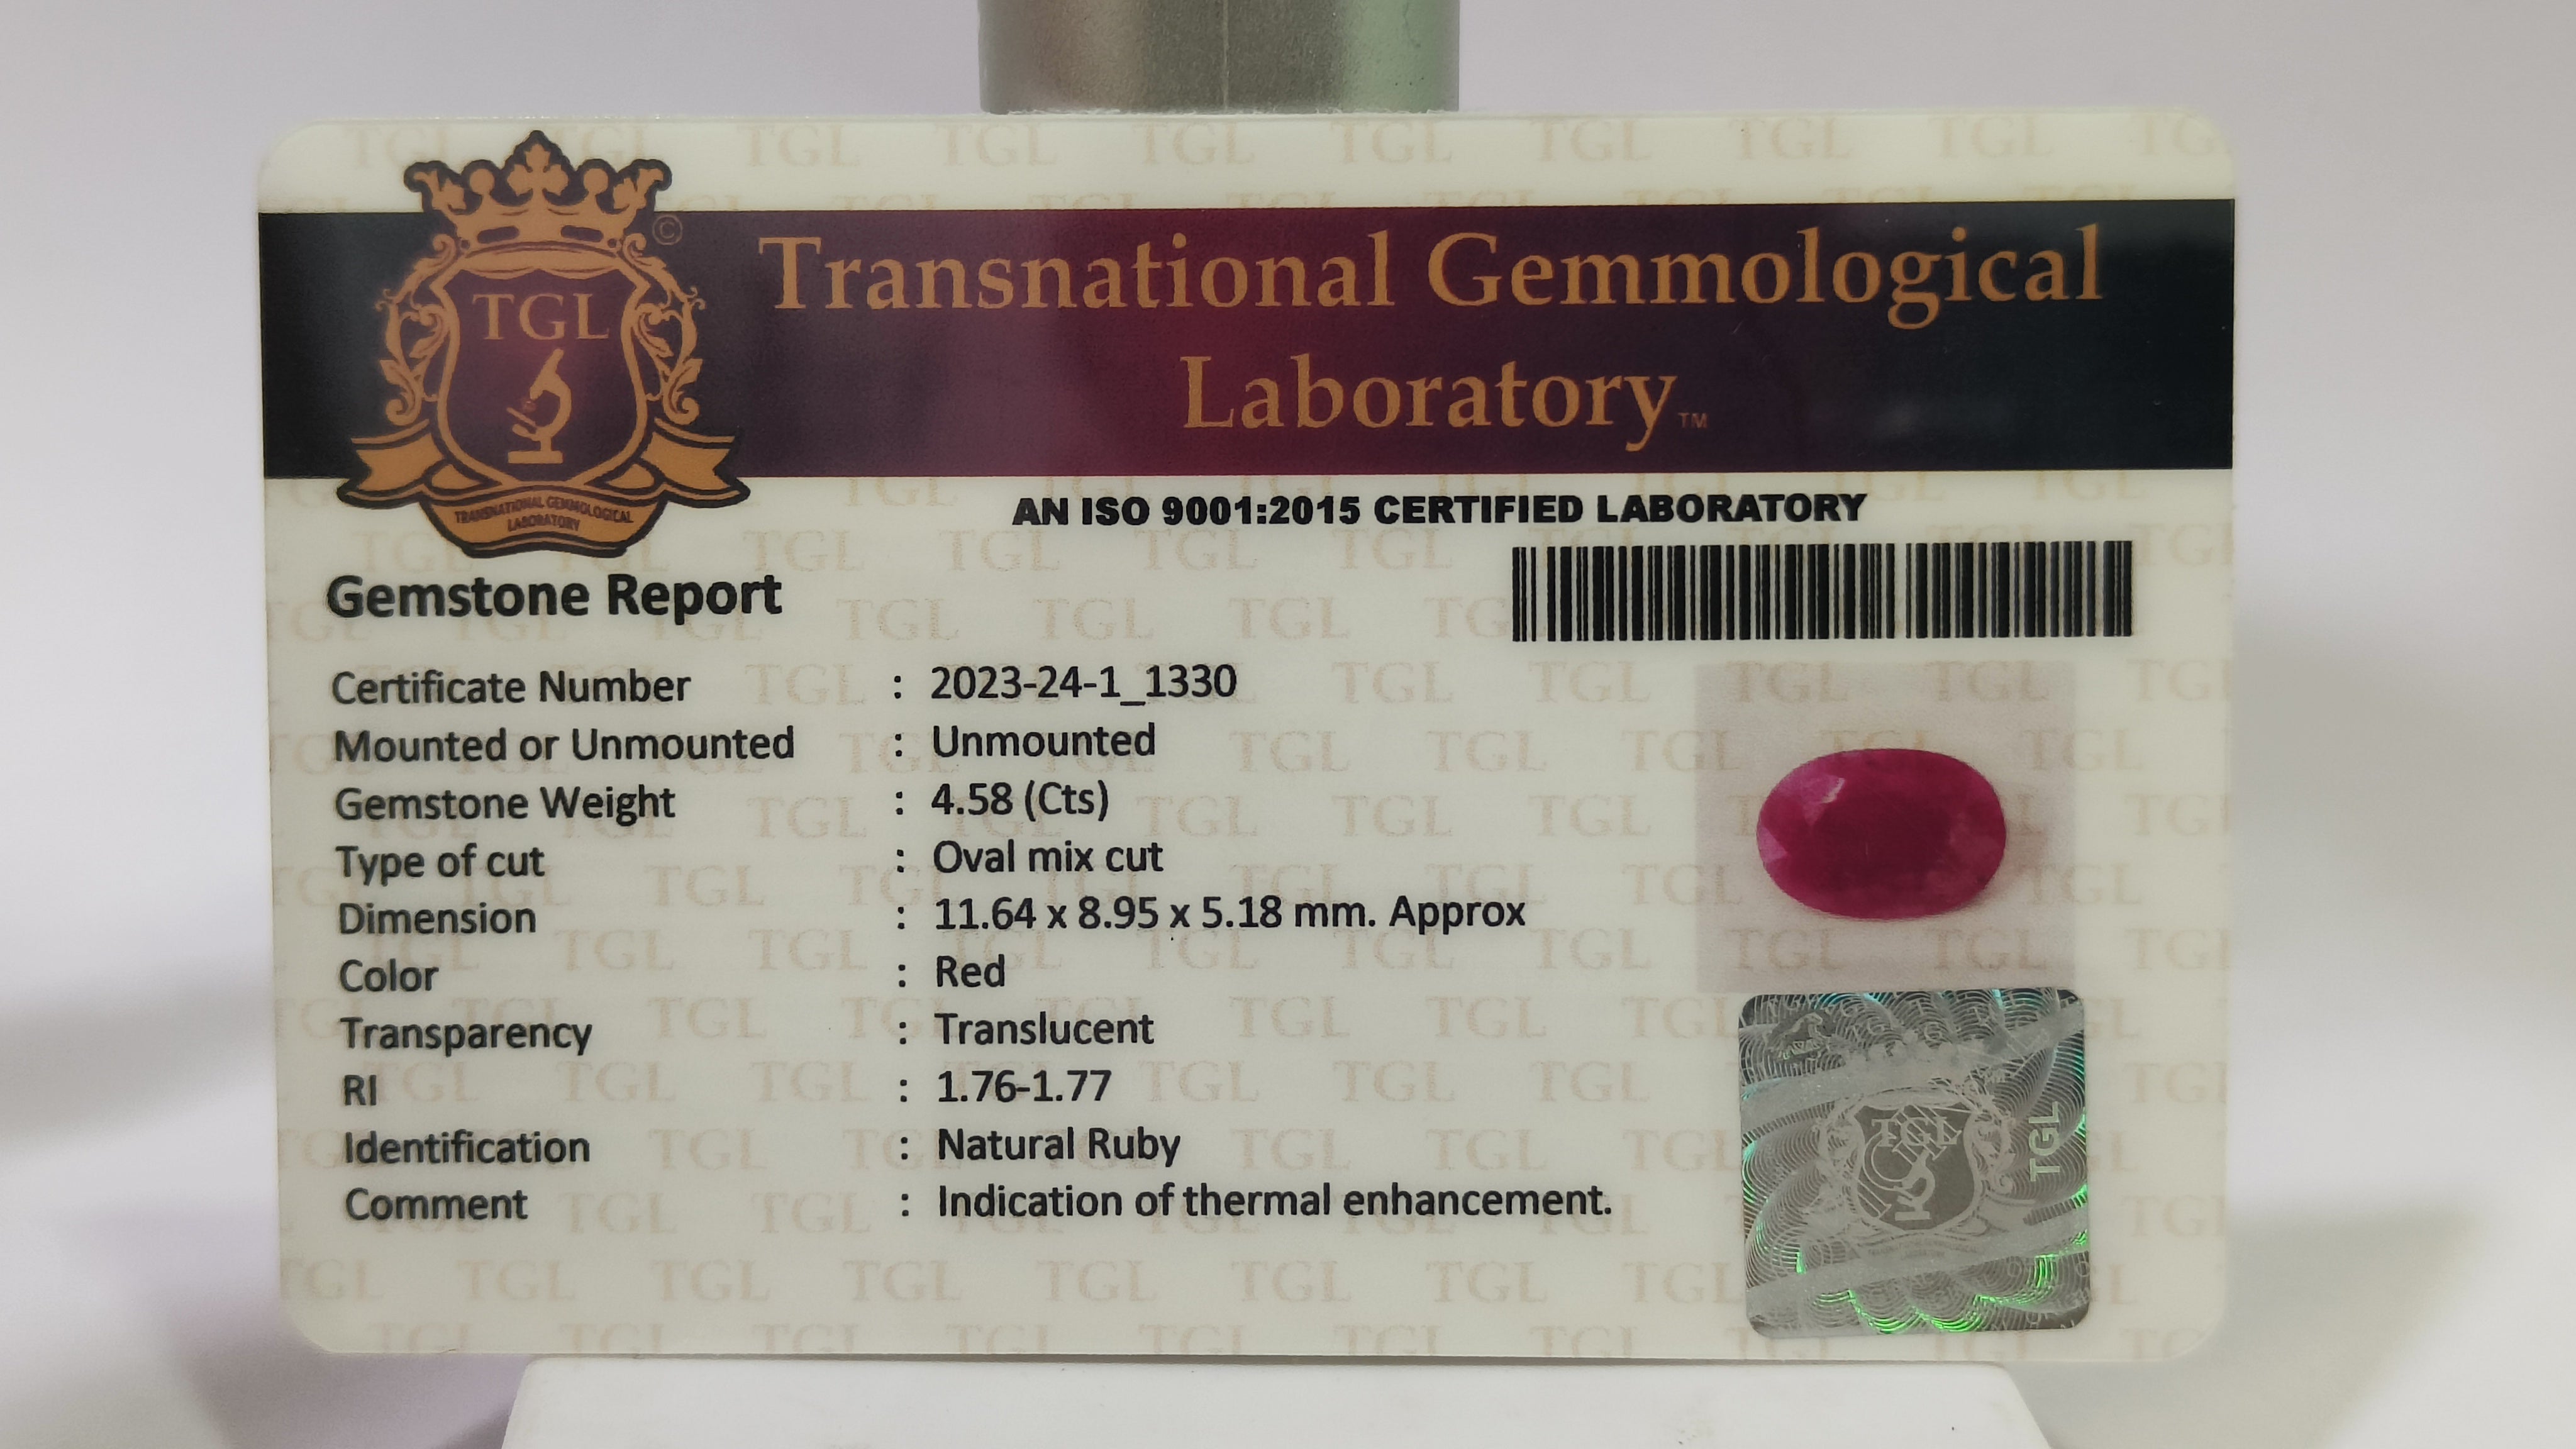 TGL
©
TRANSNATIONAL GEMMOLOGICAL
LABORATORY
Transnational Gemmological
Laboratory™
AN ISO 9001:2015 CERTIFIED LABORATORY
Gemstone Report
Certificate Number : 2023-24-1_1330
Mounted or Unmounted : Unmounted
Gemstone Weight : 4.58 (Cts)
Type of cut : Oval mix cut
Dimension : 11.64 x 8.95 x 5.18 mm. Approx
Color : Red
Transparency : Translucent
RI : 1.76-1.77
Identification : Natural Ruby
Comment : Indication of thermal enhancement.
TGL
TGL